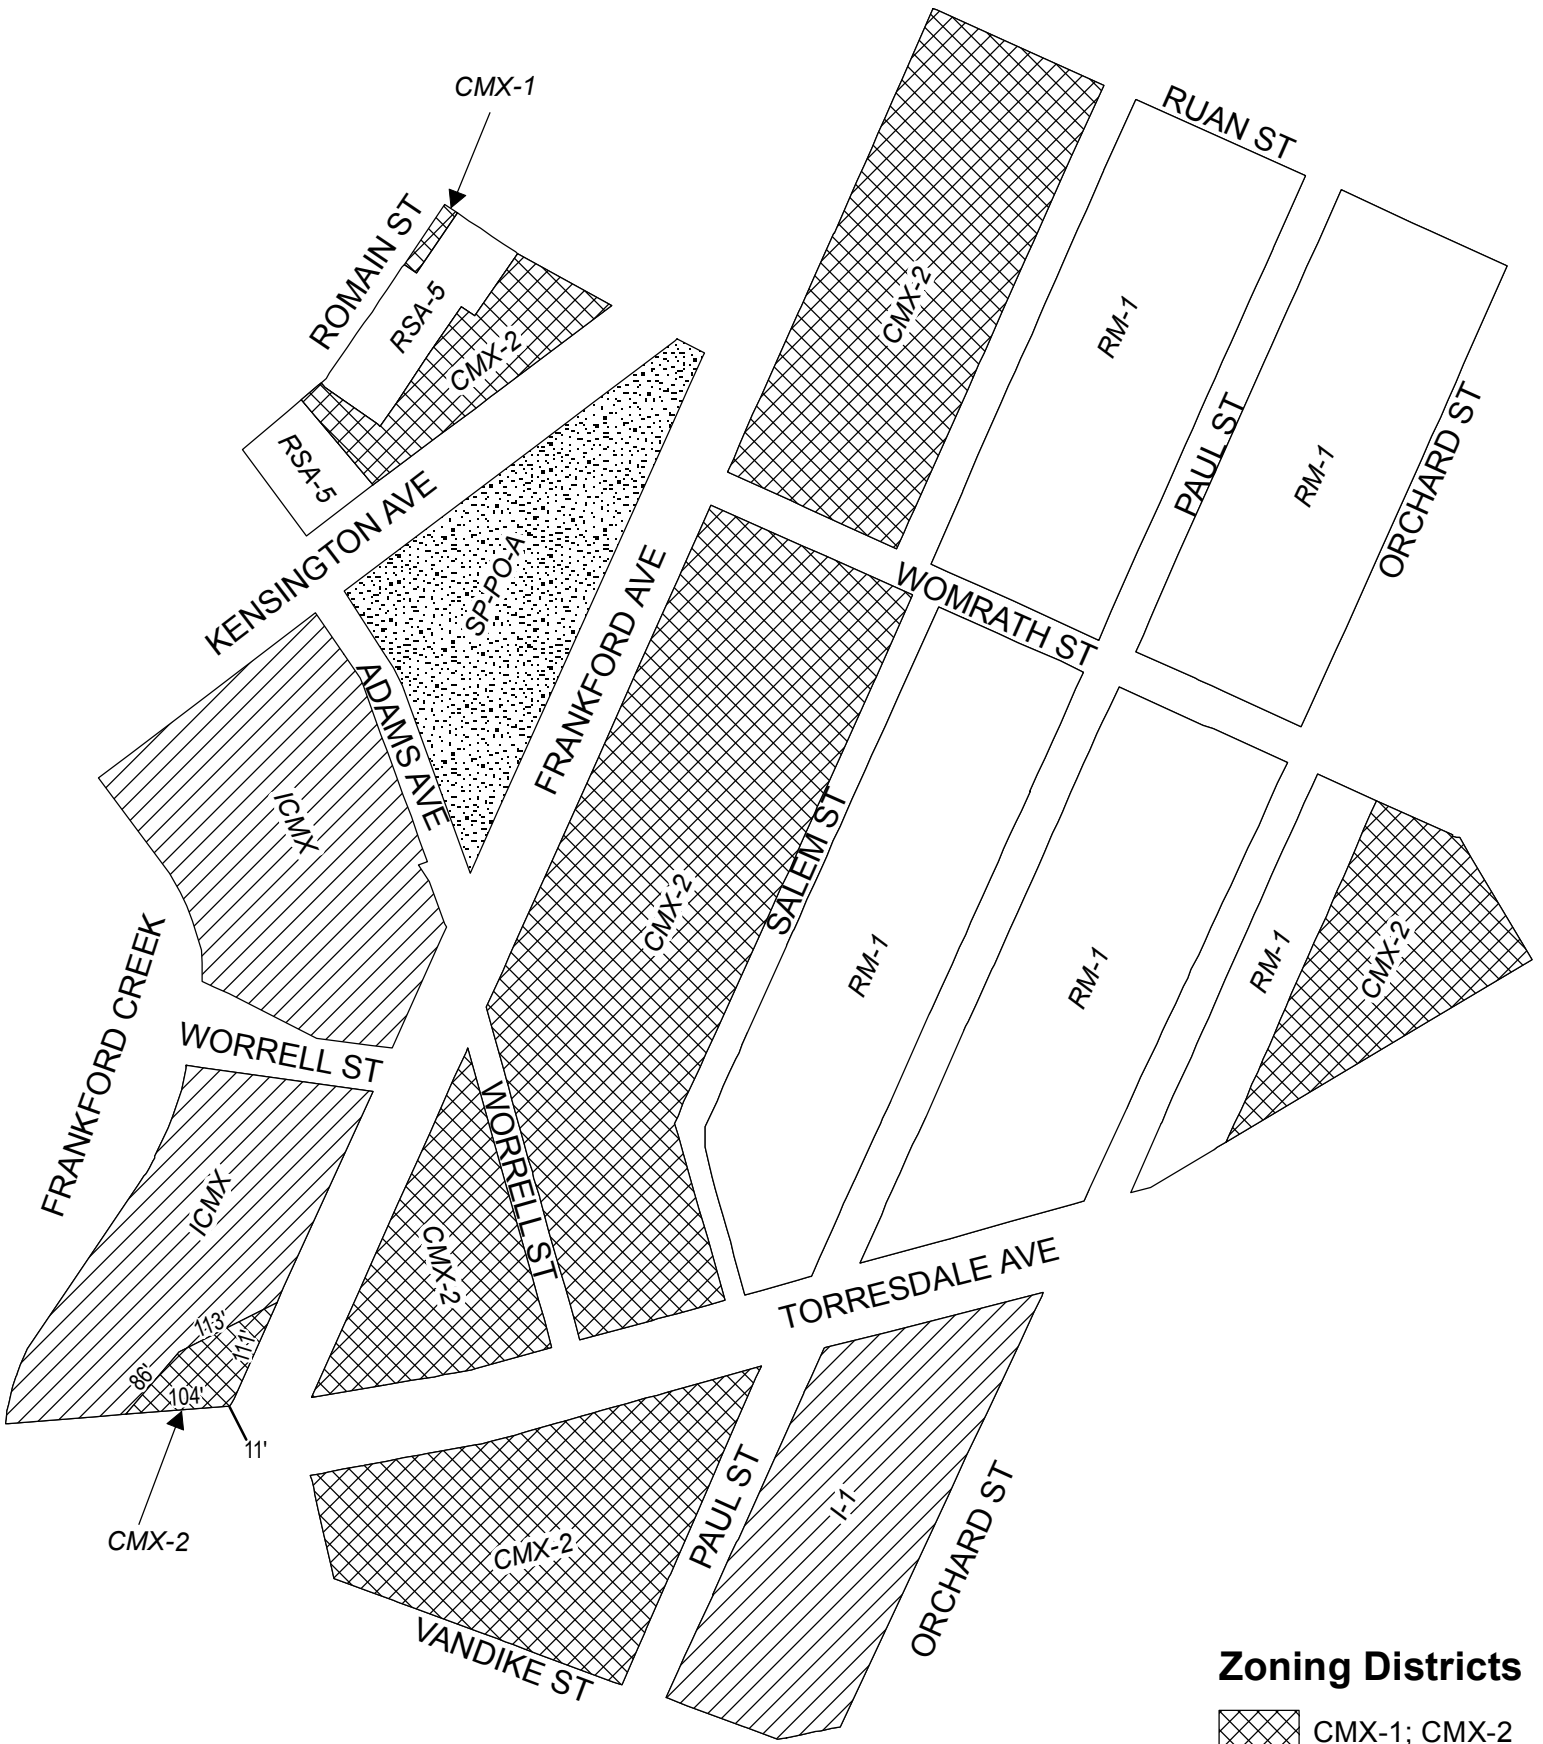 CMX-1
RUAN ST
ROMAIN ST
RSA-5
CMX-2
CMX-2
RM-1
PAUL ST
ORCHARD ST
RM-1
RSA-5
KENSINGTON AVE
SP-PO-A
FRANKFORD AVE
WOMRATH ST
ADAMS AVE
ICMX
SALEM ST
CMX-2
RM-1
RM-1
RM-1
CMX-2
FRANKFORD CREEK
WORRELL ST
WORRELL ST
ICMX
CMX-2
TORRESDALE AVE
113'
111'
86'
104'
11'
CMX-2
CMX-2
PAUL ST
I-1
ORCHARD ST
VANDIKE ST
Zoning Districts
CMX-1; CMX-2